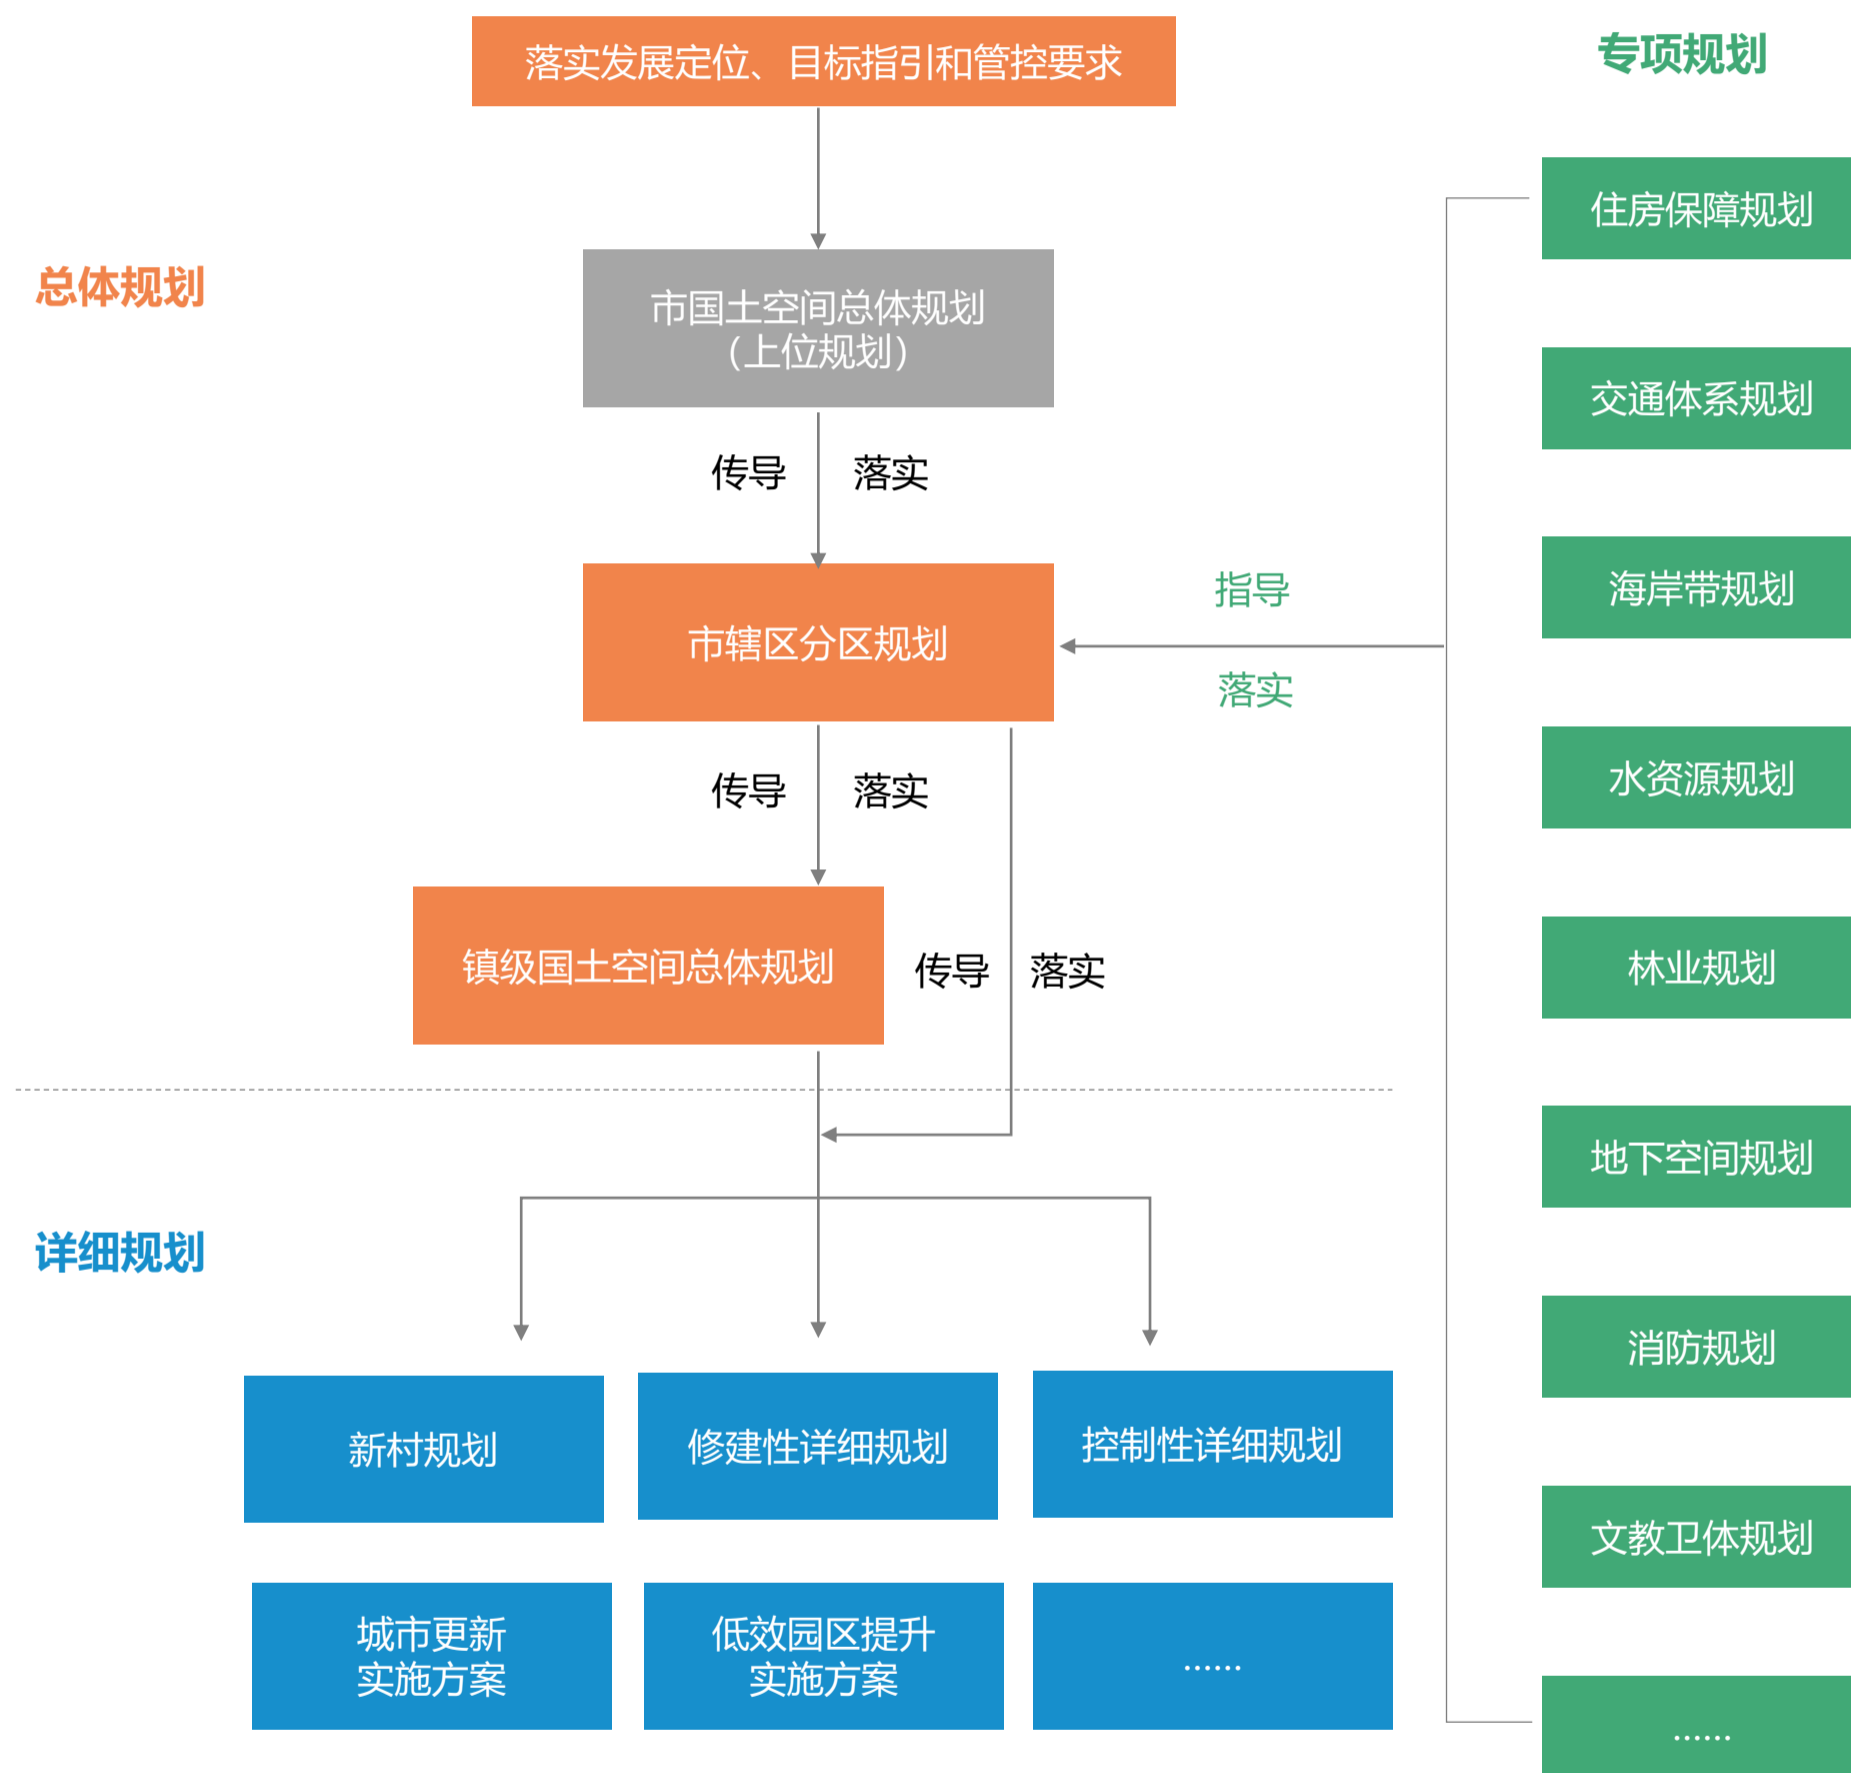 落实发展定位、目标指引和管控要求
专项规划
住房保障规划
总体规划
市国土空间总体规划
（上位规划）
交通体系规划
传导
落实
海岸带规划
指导
市辖区分区规划
落实
水资源规划
传导
落实
镇级国土空间总体规划
传导
落实
林业规划
地下空间规划
详细规划
消防规划
新村规划
修建性详细规划
控制性详细规划
文教卫体规划
城市更新
实施方案
低效园区提升
实施方案
……
……